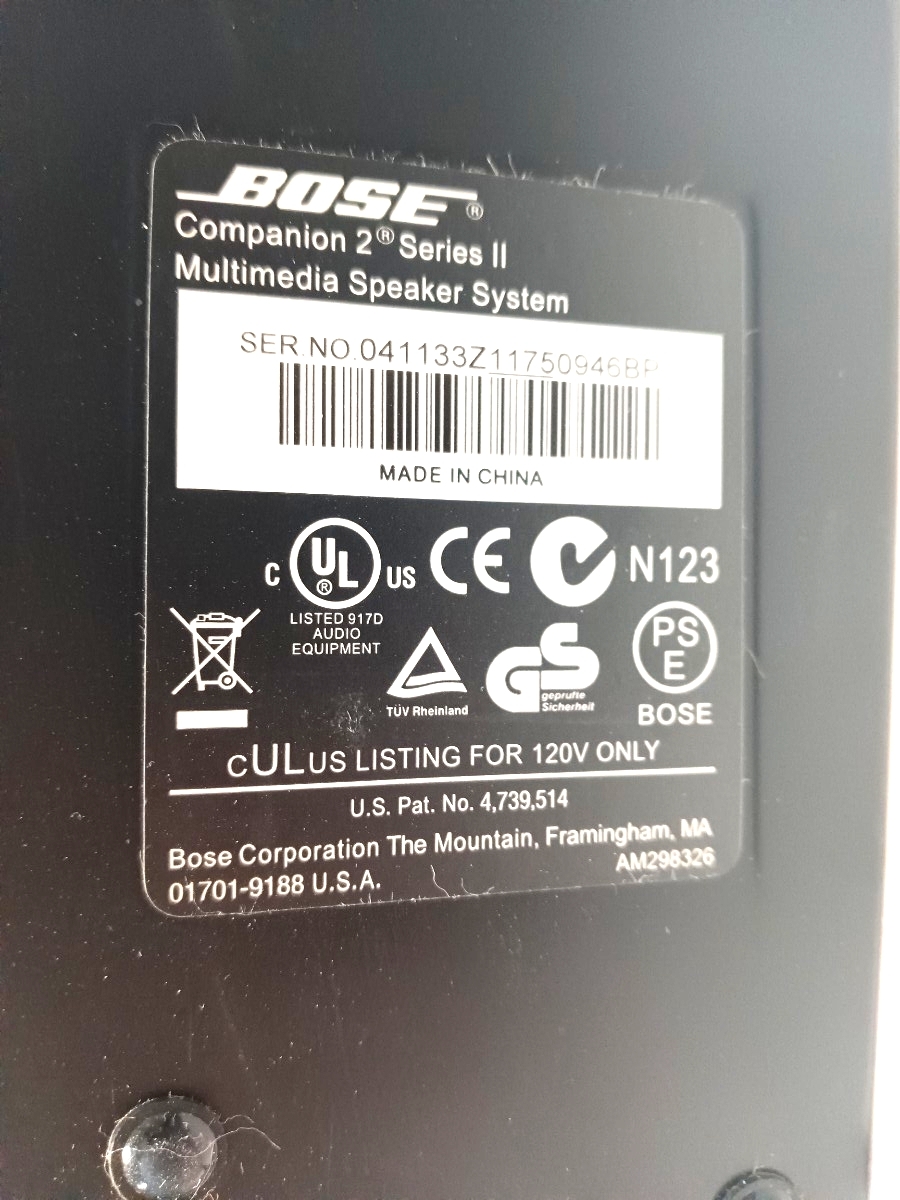 BOSE®
Companion 2® Series II
Multimedia Speaker System
SER.NO.041133Z11750946BP
MADE IN CHINA
C UL® US CE N123
LISTED 917D
AUDIO
EQUIPMENT
PS
E
GS
geprüfte
Sicherheit
TÜV Rheinland
BOSE
CULUS LISTING FOR 120V ONLY
U.S. Pat. No. 4,739,514
Bose Corporation The Mountain, Framingham, MA
01701-9188 U.S.A.
AM298326